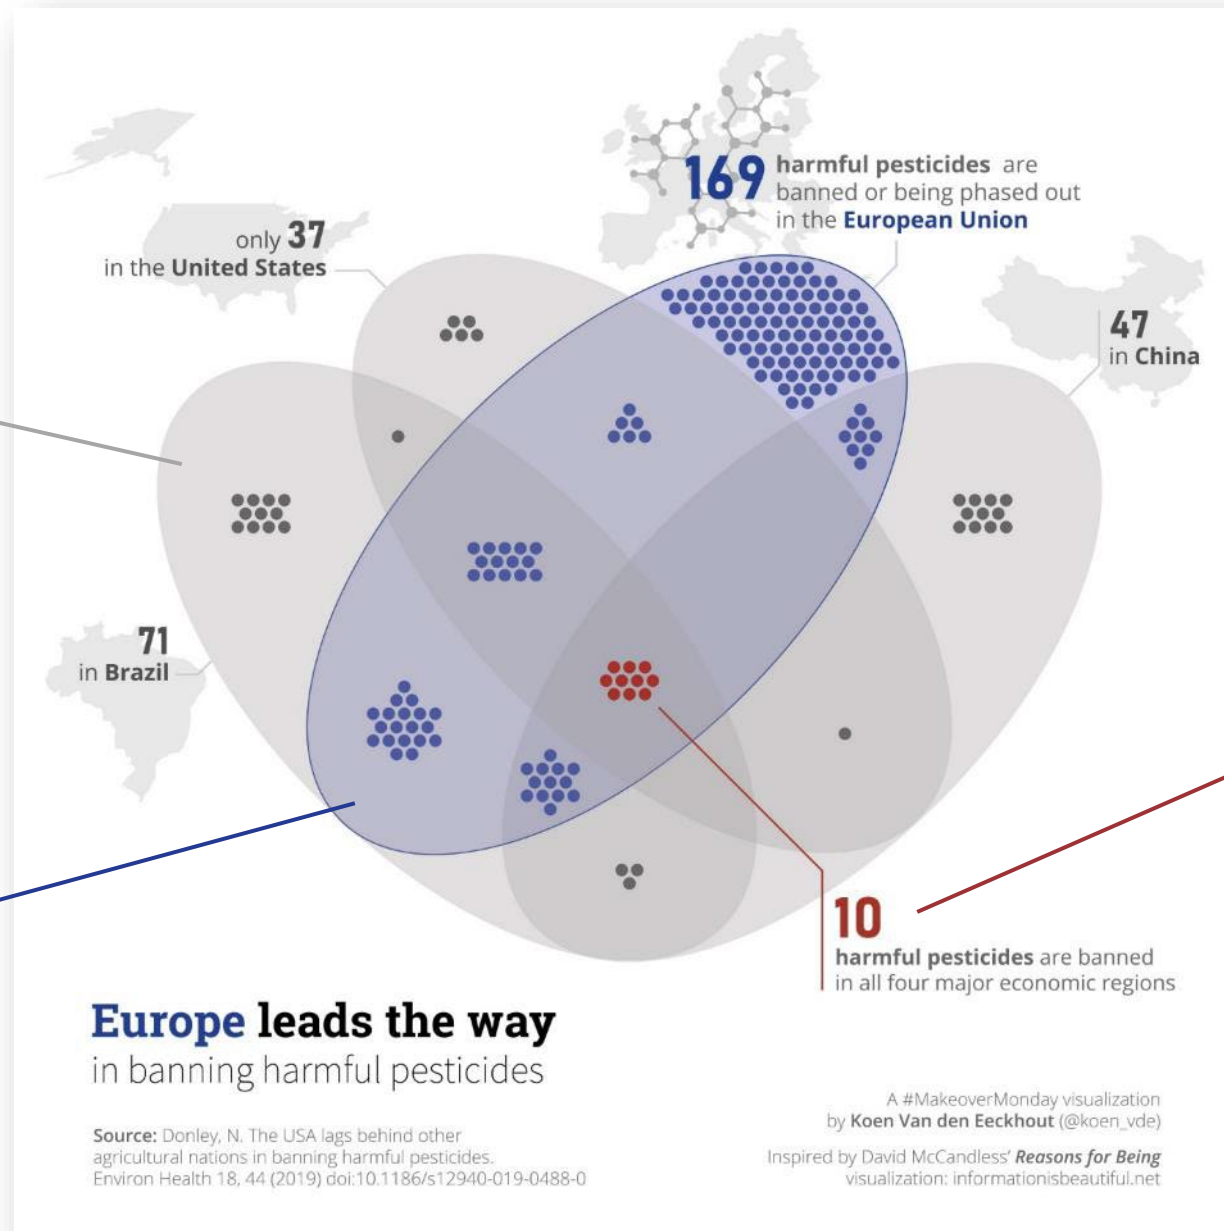 169 harmful pesticides are
banned or being phased out
in the European Union
only 37
in the United States
47
in China
71
in Brazil
10
harmful pesticides are banned
in all four major economic regions
Europe leads the way
in banning harmful pesticides
Source: Donley, N. The USA lags behind other
agricultural nations in banning harmful pesticides.
Environ Health 18, 44 (2019) doi:10.1186/s12940-019-0488-0
A #MakeoverMonday visualization
by Koen Van den Eeckhout (@koen_vde)
Inspired by David McCandless' Reasons for Being
visualization: informationisbeautiful.net